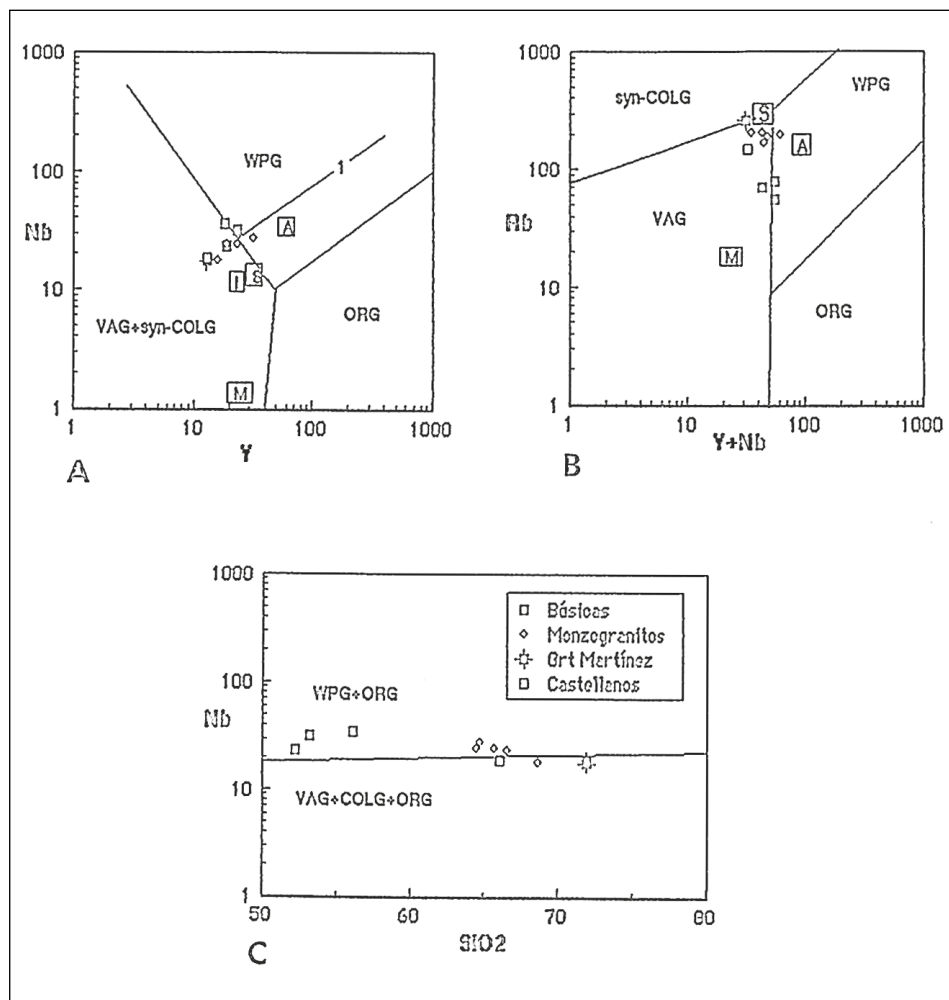 1000
100
Nb
10
1
WPG
1
A
I
S
VAG+syn-COLG
ORG
M
1
10
100
1000
Y
A
1000
100
Rb
10
1
syn-COLG
S
WPG
A
VAG
M
ORG
1
10
100
1000
Y+Nb
B
1000
100
Nb
10
1
WPG+ORG
VAG+COLG+ORG
Básicas
Monzogranitos
Grt Martínez
Castellanos
50
60
70
80
SIO2
C